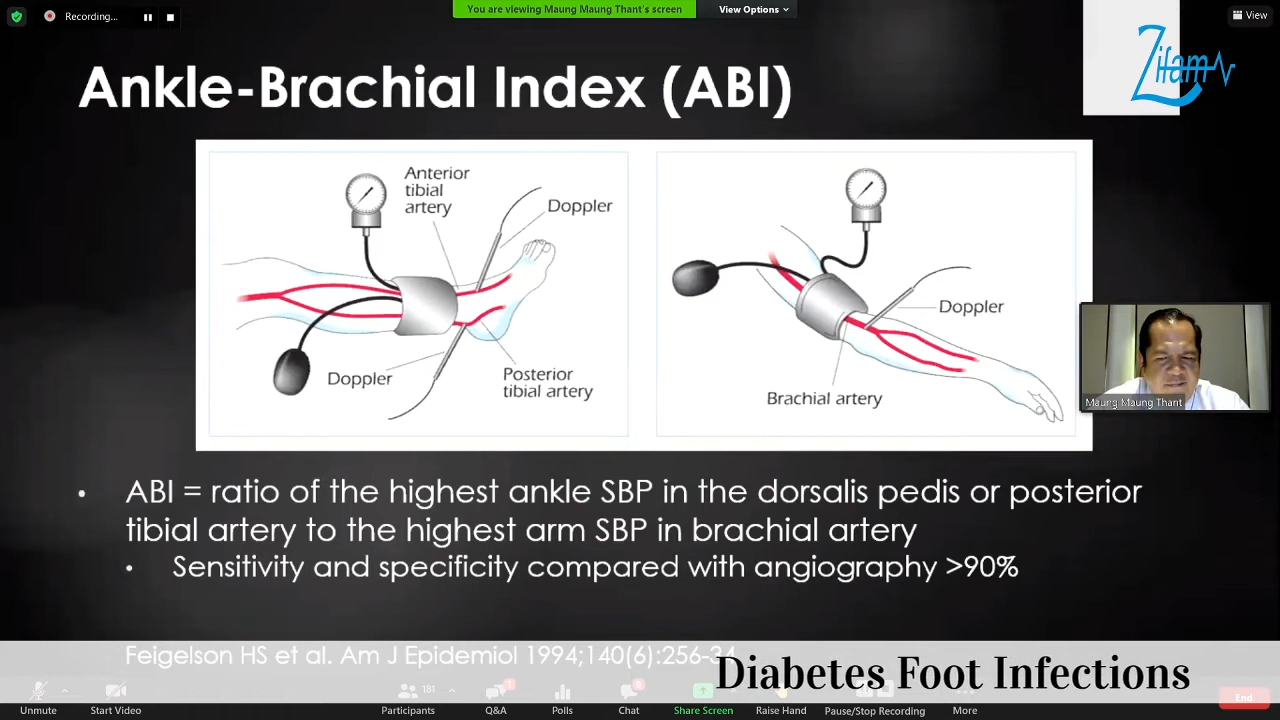 Recording...
You are viewing Maung Maung Thant's screen
View Options
View
Ankle-Brachial Index (ABI)
Zifam
Anterior
tibial
artery
Doppler
Doppler
Posterior
tibial artery
Doppler
Brachial artery
Maung Maung Thant
• ABI = ratio of the highest ankle SBP in the dorsalis pedis or posterior
tibial artery to the highest arm SBP in brachial artery
• Sensitivity and specificity compared with angiography >90%
Feigelson HS et al. Am J Epidemiol 1994;140(6):256-34
Diabetes Foot Infections
181
Unmute
Start Video
Participants
Q&A
Polls
Chat
Share Screen
Raise Hand
Pause/Stop Recording
More
End